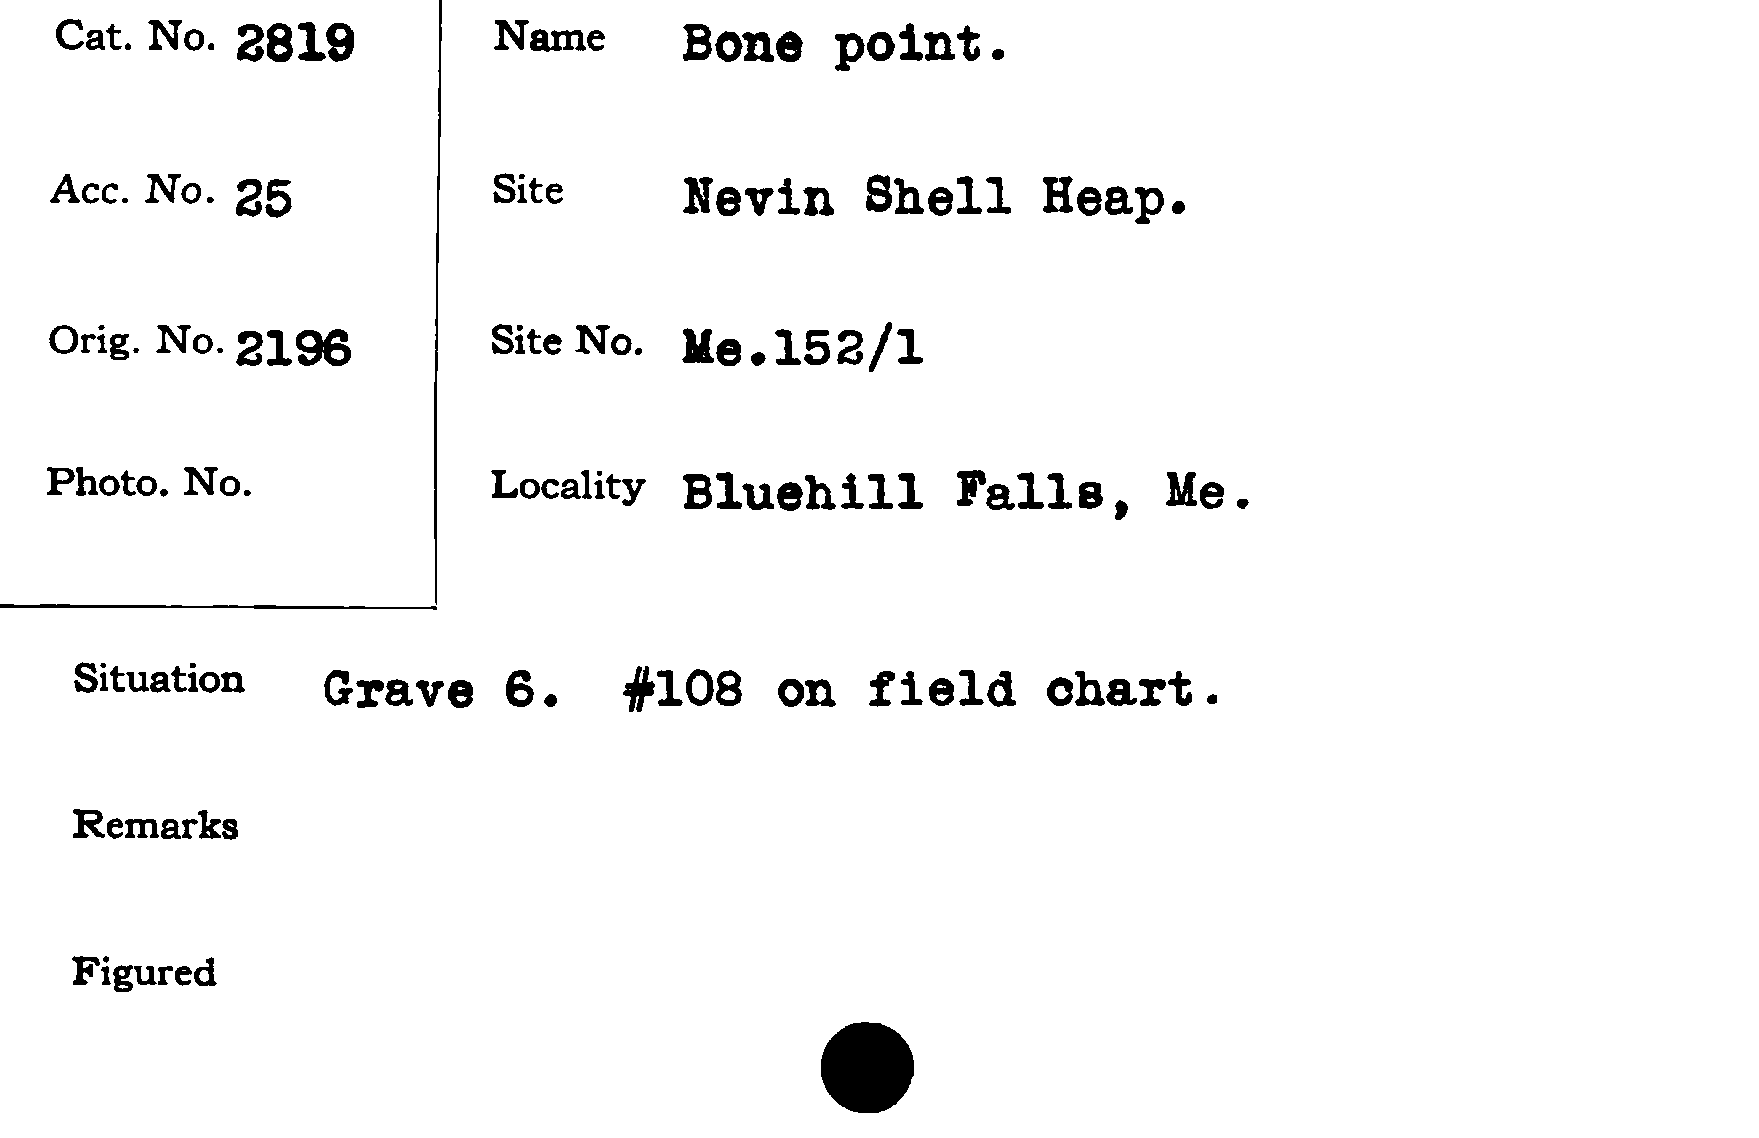 Cat. No. 2819
Acc. No. 25
Orig. No. 2196
Photo. No.
Name Bone point.
Site Nevin Shell Heap.
Site No. Me.152/1
Locality Bluehill Falls, Me.
Situation Grave 6. #108 on field chart.
Remarks
Figured